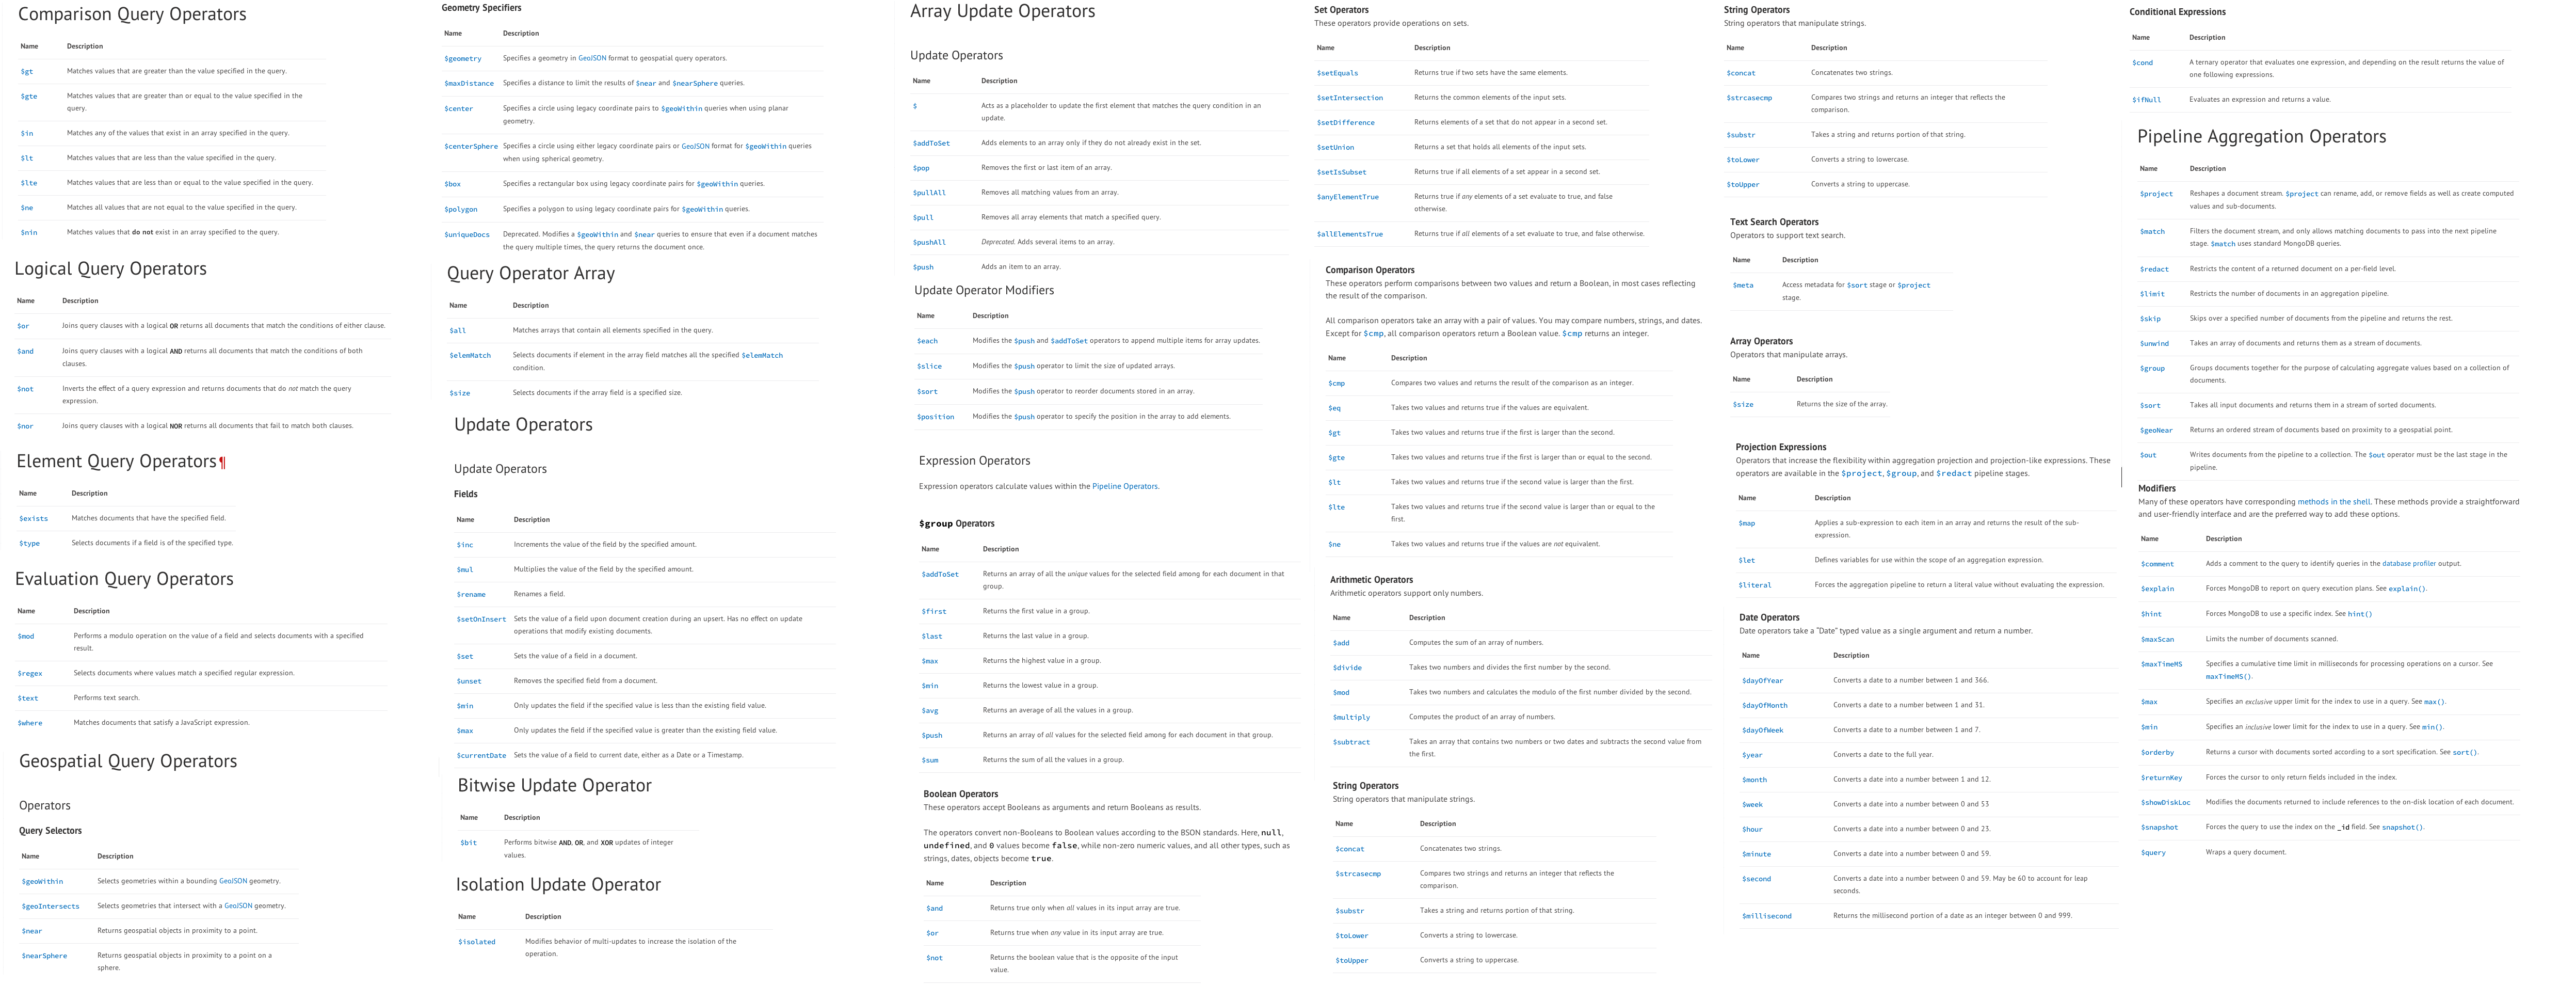 Comparison Query Operators
Name Description
$gt Matches values that are greater than the value specified in the query.
$gte Matches values that are greater than or equal to the value specified in the
query.
$in Matches any of the values that exist in an array specified in the query.
$lt Matches values that are less than the value specified in the query.
$lte Matches values that are less than or equal to the value specified in the query.
$ne Matches all values that are not equal to the value specified in the query.
$nin Matches values that do not exist in an array specified to the query.
Logical Query Operators
Name Description
$or Joins query clauses with a logical OR returns all documents that match the conditions of either clause.
$and Joins query clauses with a logical AND returns all documents that match the conditions of both
clauses.
$not Inverts the effect of a query expression and returns documents that do not match the query
expression.
$nor Joins query clauses with a logical NOR returns all documents that fail to match both clauses.
Element Query Operators¶
Name Description
$exists Matches documents that have the specified field.
$type Selects documents if a field is of the specified type.
Evaluation Query Operators
Name Description
$mod Performs a modulo operation on the value of a field and selects documents with a specified
result.
$regex Selects documents where values match a specified regular expression.
$text Performs text search.
$where Matches documents that satisfy a JavaScript expression.
Geospatial Query Operators
Operators
Query Selectors
Name Description
$geoWithin Selects geometries within a bounding GeoJSON geometry.
$geoIntersects Selects geometries that intersect with a GeoJSON geometry.
$near Returns geospatial objects in proximity to a point.
$nearSphere Returns geospatial objects in proximity to a point on a
sphere.
Geometry Specifiers
Name Description
$geometry Specifies a geometry in GeoJSON format to geospatial query operators.
$maxDistance Specifies a distance to limit the results of $near and $nearSphere queries.
$center Specifies a circle using legacy coordinate pairs to $geoWithin queries when using planar
geometry.
$centerSphere Specifies a circle using either legacy coordinate pairs or GeoJSON format for $geoWithin queries
when using spherical geometry.
$box Specifies a rectangular box using legacy coordinate pairs for $geoWithin queries.
$polygon Specifies a polygon to using legacy coordinate pairs for $geoWithin queries.
$uniqueDocs Deprecated. Modifies a $geoWithin and $near queries to ensure that even if a document matches
the query multiple times, the query returns the document once.
Query Operator Array
Name Description
$all Matches arrays that contain all elements specified in the query.
$elemMatch Selects documents if element in the array field matches all the specified $elemMatch
condition.
$size Selects documents if the array field is a specified size.
Update Operators
Update Operators
Fields
Name Description
$inc Increments the value of the field by the specified amount.
$mul Multiplies the value of the field by the specified amount.
$rename Renames a field.
$setOnInsert Sets the value of a field upon document creation during an upsert. Has no effect on update
operations that modify existing documents.
$set Sets the value of a field in a document.
$unset Removes the specified field from a document.
$min Only updates the field if the specified value is less than the existing field value.
$max Only updates the field if the specified value is greater than the existing field value.
$currentDate Sets the value of a field to current date, either as a Date or a Timestamp.
Bitwise Update Operator
Name Description
$bit Performs bitwise AND, OR, and XOR updates of integer
values.
Isolation Update Operator
Name Description
$isolated Modifies behavior of multi-updates to increase the isolation of the
operation.
Array Update Operators
Update Operators
Name Description
$ Acts as a placeholder to update the first element that matches the query condition in an
update.
$addToSet Adds elements to an array only if they do not already exist in the set.
$pop Removes the first or last item of an array.
$pullAll Removes all matching values from an array.
$pull Removes all array elements that match a specified query.
$pushAll Deprecated. Adds several items to an array.
$push Adds an item to an array.
Update Operator Modifiers
Name Description
$each Modifies the $push and $addToSet operators to append multiple items for array updates.
$slice Modifies the $push operator to limit the size of updated arrays.
$sort Modifies the $push operator to reorder documents stored in an array.
$position Modifies the $push operator to specify the position in the array to add elements.
Expression Operators
Expression operators calculate values within the Pipeline Operators.
$group Operators
Name Description
$addToSet Returns an array of all the unique values for the selected field among for each document in that
group.
$first Returns the first value in a group.
$last Returns the last value in a group.
$max Returns the highest value in a group.
$min Returns the lowest value in a group.
$avg Returns an average of all the values in a group.
$push Returns an array of all values for the selected field among for each document in that group.
$sum Returns the sum of all the values in a group.
Boolean Operators
These operators accept Booleans as arguments and return Booleans as results.
The operators convert non-Booleans to Boolean values according to the BSON standards. Here, null,
undefined, and 0 values become false, while non-zero numeric values, and all other types, such as
strings, dates, objects become true.
Name Description
$and Returns true only when all values in its input array are true.
$or Returns true when any value in its input array are true.
$not Returns the boolean value that is the opposite of the input
value.
Set Operators
These operators provide operations on sets.
Name Description
$setEquals Returns true if two sets have the same elements.
$setIntersection Returns the common elements of the input sets.
$setDifference Returns elements of a set that do not appear in a second set.
$setUnion Returns a set that holds all elements of the input sets.
$setIsSubset Returns true if all elements of a set appear in a second set.
$anyElementTrue Returns true if any elements of a set evaluate to true, and false
otherwise.
$allElementsTrue Returns true if all elements of a set evaluate to true, and false otherwise.
Comparison Operators
These operators perform comparisons between two values and return a Boolean, in most cases reflecting
the result of the comparison.
All comparison operators take an array with a pair of values. You may compare numbers, strings, and dates.
Except for $cmp, all comparison operators return a Boolean value. $cmp returns an integer.
Name Description
$cmp Compares two values and returns the result of the comparison as an integer.
$eq Takes two values and returns true if the values are equivalent.
$gt Takes two values and returns true if the first is larger than the second.
$gte Takes two values and returns true if the first is larger than or equal to the second.
$lt Takes two values and returns true if the second value is larger than the first.
$lte Takes two values and returns true if the second value is larger than or equal to the
first.
$ne Takes two values and returns true if the values are not equivalent.
Arithmetic Operators
Arithmetic operators support only numbers.
Name Description
$add Computes the sum of an array of numbers.
$divide Takes two numbers and divides the first number by the second.
$mod Takes two numbers and calculates the modulo of the first number divided by the second.
$multiply Computes the product of an array of numbers.
$subtract Takes an array that contains two numbers or two dates and subtracts the second value from
the first.
String Operators
String operators that manipulate strings.
Name Description
$concat Concatenates two strings.
$strcasecmp Compares two strings and returns an integer that reflects the
comparison.
$substr Takes a string and returns portion of that string.
$toLower Converts a string to lowercase.
$toUpper Converts a string to uppercase.
String Operators
String operators that manipulate strings.
Name Description
$concat Concatenates two strings.
$strcasecmp Compares two strings and returns an integer that reflects the
comparison.
$substr Takes a string and returns portion of that string.
$toLower Converts a string to lowercase.
$toUpper Converts a string to uppercase.
Text Search Operators
Operators to support text search.
Name Description
$meta Access metadata for $sort stage or $project
stage.
Array Operators
Operators that manipulate arrays.
Name Description
$size Returns the size of the array.
Projection Expressions
Operators that increase the flexibility within aggregation projection and projection-like expressions. These
operators are available in the $project, $group, and $redact pipeline stages.
Name Description
$map Applies a sub-expression to each item in an array and returns the result of the sub-
expression.
$let Defines variables for use within the scope of an aggregation expression.
$literal Forces the aggregation pipeline to return a literal value without evaluating the expression.
Date Operators
Date operators take a "Date" typed value as a single argument and return a number.
Name Description
$dayOfYear Converts a date to a number between 1 and 366.
$dayOfMonth Converts a date to a number between 1 and 31.
$dayOfWeek Converts a date to a number between 1 and 7.
$year Converts a date to the full year.
$month Converts a date into a number between 1 and 12.
$week Converts a date into a number between 0 and 53
$hour Converts a date into a number between 0 and 23.
$minute Converts a date into a number between 0 and 59.
$second Converts a date into a number between 0 and 59. May be 60 to account for leap
seconds.
$millisecond Returns the millisecond portion of a date as an integer between 0 and 999.
Conditional Expressions
Name Description
$cond A ternary operator that evaluates one expression, and depending on the result returns the value of
one following expressions.
$ifNull Evaluates an expression and returns a value.
Pipeline Aggregation Operators
Name Description
$project Reshapes a document stream. $project can rename, add, or remove fields as well as create computed
values and sub-documents.
$match Filters the document stream, and only allows matching documents to pass into the next pipeline
stage. $match uses standard MongoDB queries.
$redact Restricts the content of a returned document on a per-field level.
$limit Restricts the number of documents in an aggregation pipeline.
$skip Skips over a specified number of documents from the pipeline and returns the rest.
$unwind Takes an array of documents and returns them as a stream of documents.
$group Groups documents together for the purpose of calculating aggregate values based on a collection of
documents.
$sort Takes all input documents and returns them in a stream of sorted documents.
$geoNear Returns an ordered stream of documents based on proximity to a geospatial point.
$out Writes documents from the pipeline to a collection. The $out operator must be the last stage in the
pipeline.
Modifiers
Many of these operators have corresponding methods in the shell. These methods provide a straightforward
and user-friendly interface and are the preferred way to add these options.
Name Description
$comment Adds a comment to the query to identify queries in the database profiler output.
$explain Forces MongoDB to report on query execution plans. See explain().
$hint Forces MongoDB to use a specific index. See hint()
$maxScan Limits the number of documents scanned.
$maxTimeMS Specifies a cumulative time limit in milliseconds for processing operations on a cursor. See
maxTimeMS().
$max Specifies an exclusive upper limit for the index to use in a query. See max().
$min Specifies an inclusive lower limit for the index to use in a query. See min().
$orderby Returns a cursor with documents sorted according to a sort specification. See sort().
$returnKey Forces the cursor to only return fields included in the index.
$showDiskLoc Modifies the documents returned to include references to the on-disk location of each document.
$snapshot Forces the query to use the index on the _id field. See snapshot().
$query Wraps a query document.